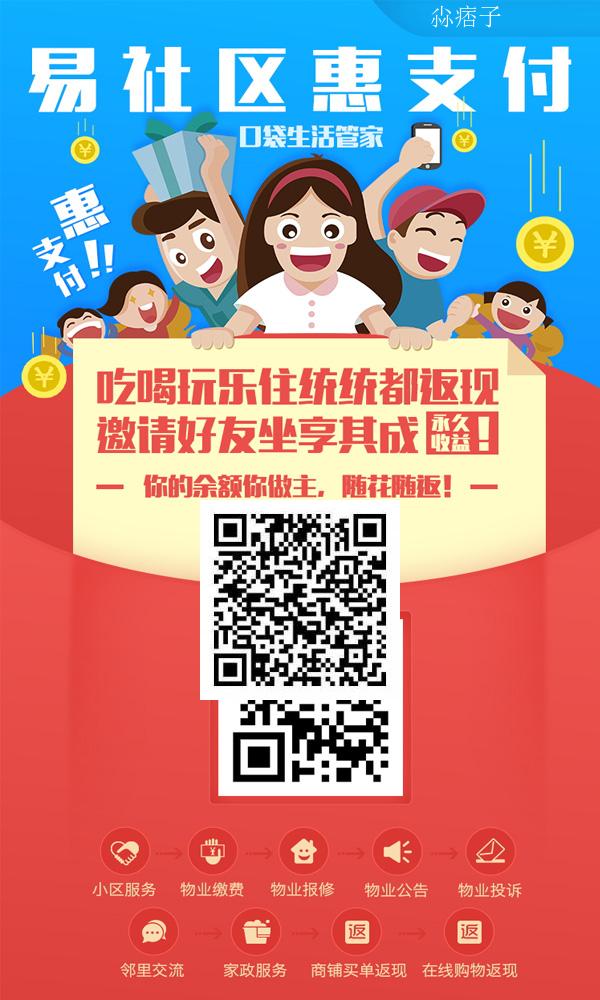 尛痞子
易社区惠支付
口袋生活管家
惠
支付!!
吃喝玩乐住统统都返现
邀请好友坐享其成永久收益!
你的余额你做主,随花随返!
小区服务 物业缴费 物业报修 物业公告 物业投诉
邻里交流 家政服务 商铺买单返现 在线购物返现
返 返